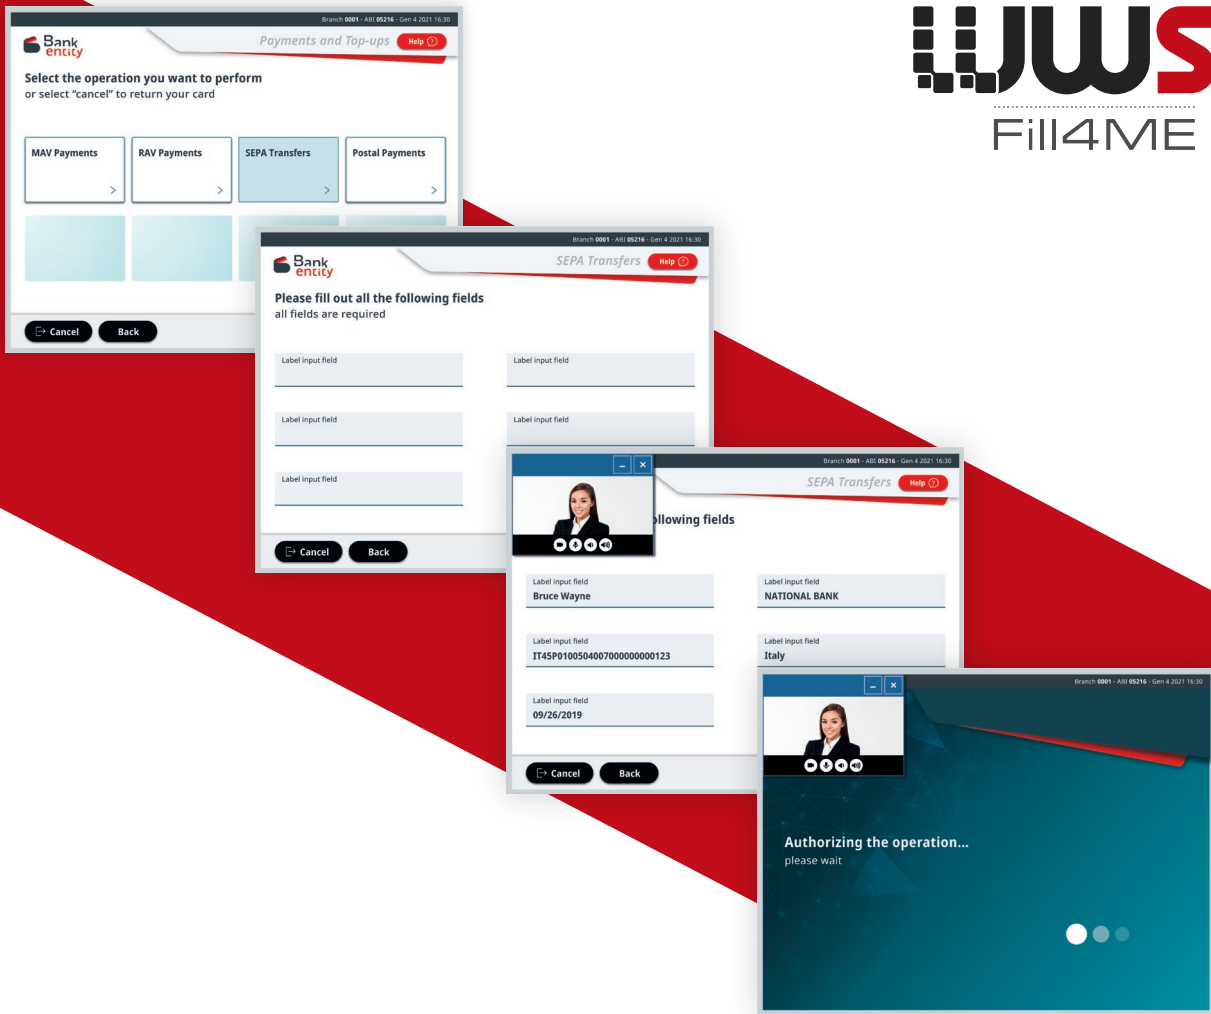 JWS
Fill4ME
Branch 0001 - ABI 05216 - Gen 4 2021 16:30
Bank
entity
Payments and Top-ups
Help ?
Select the operation you want to perform
or select “cancel” to return your card
MAV Payments
RAV Payments
SEPA Transfers
Postal Payments
Cancel
Back
Branch 0001 - ABI 05216 - Gen 4 2021 16:30
Bank
entity
SEPA Transfers
Help ?
Please fill out all the following fields
all fields are required
Label input field
Label input field
Label input field
Label input field
Label input field
Cancel
Back
Branch 0001 - ABI 05216 - Gen 4 2021 16:30
SEPA Transfers
Help ?
following fields
Label input field
Bruce Wayne
Label input field
NATIONAL BANK
Label input field
IT45P0100504007000000000123
Label input field
Italy
Label input field
09/26/2019
Cancel
Back
Branch 0001 - ABI 05216 - Gen 4 2021 16:30
Authorizing the operation...
please wait